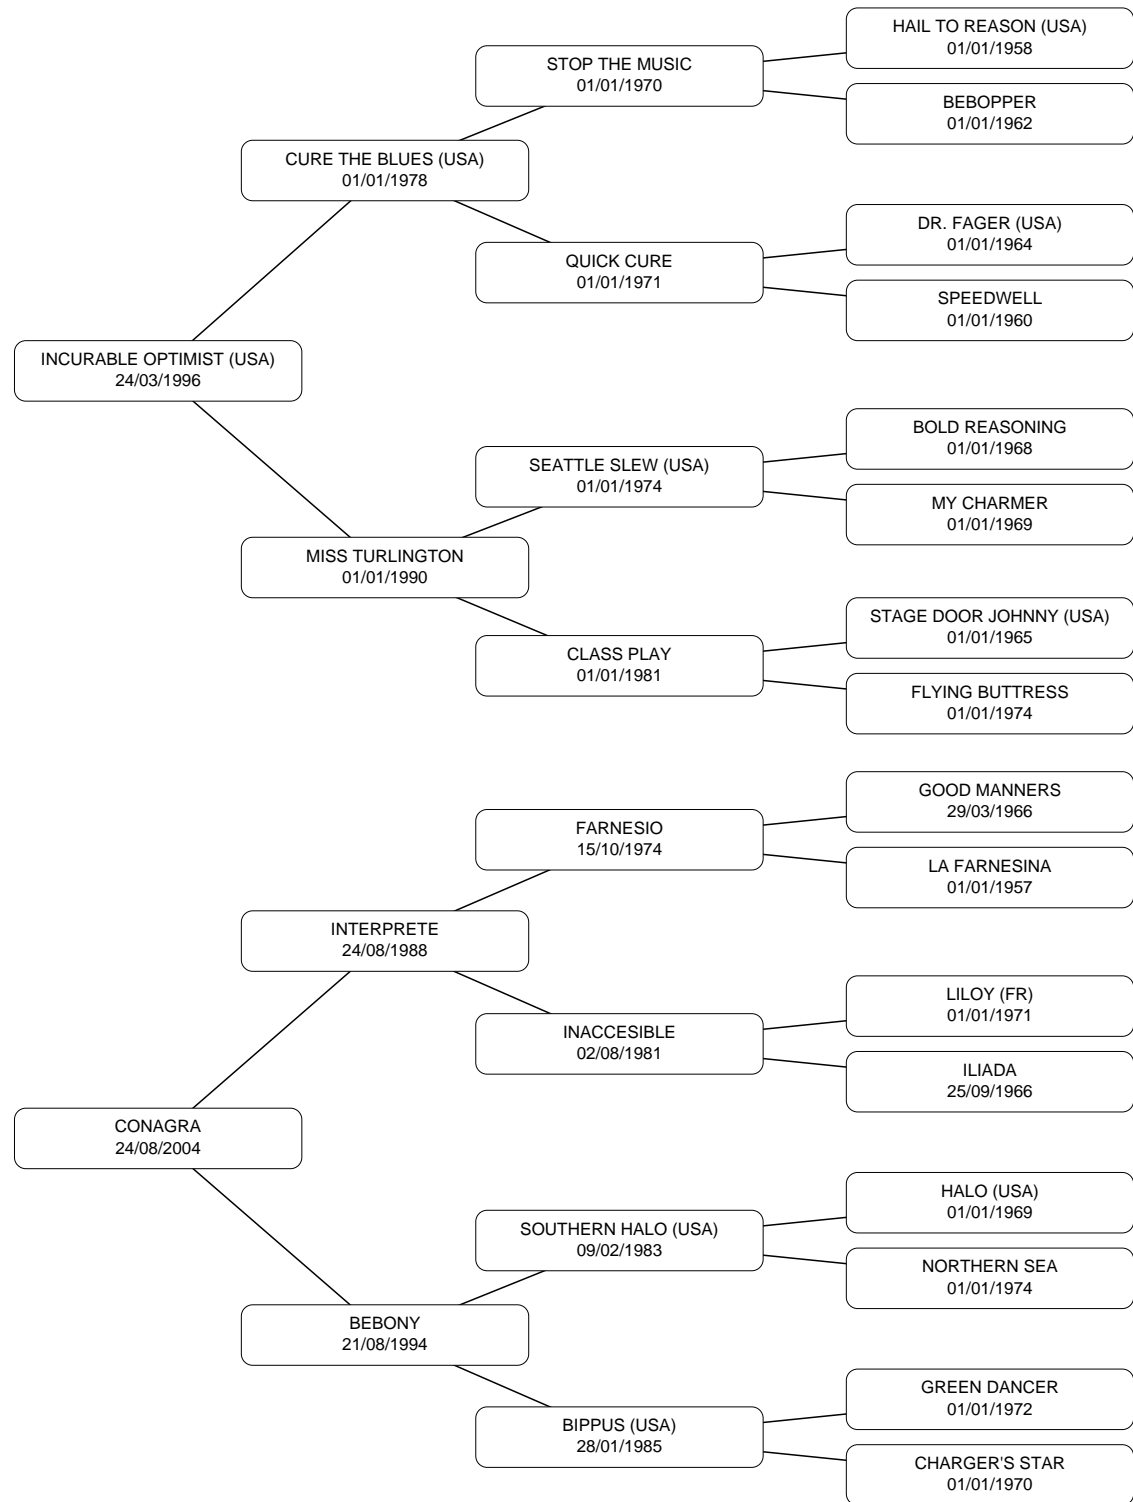 HAIL TO REASON (USA)
01/01/1958
STOP THE MUSIC
01/01/1970
BEBOPPER
01/01/1962
CURE THE BLUES (USA)
01/01/1978
DR. FAGER (USA)
01/01/1964
QUICK CURE
01/01/1971
SPEEDWELL
01/01/1960
INCURABLE OPTIMIST (USA)
24/03/1996
BOLD REASONING
01/01/1968
SEATTLE SLEW (USA)
01/01/1974
MY CHARMER
01/01/1969
MISS TURLINGTON
01/01/1990
STAGE DOOR JOHNNY (USA)
01/01/1965
CLASS PLAY
01/01/1981
FLYING BUTTRESS
01/01/1974
GOOD MANNERS
29/03/1966
FARNESIO
15/10/1974
LA FARNESINA
01/01/1957
INTERPRETE
24/08/1988
LILOY (FR)
01/01/1971
INACCESIBLE
02/08/1981
ILIADA
25/09/1966
CONAGRA
24/08/2004
HALO (USA)
01/01/1969
SOUTHERN HALO (USA)
09/02/1983
NORTHERN SEA
01/01/1974
BEBONY
21/08/1994
GREEN DANCER
01/01/1972
BIPPUS (USA)
28/01/1985
CHARGER'S STAR
01/01/1970